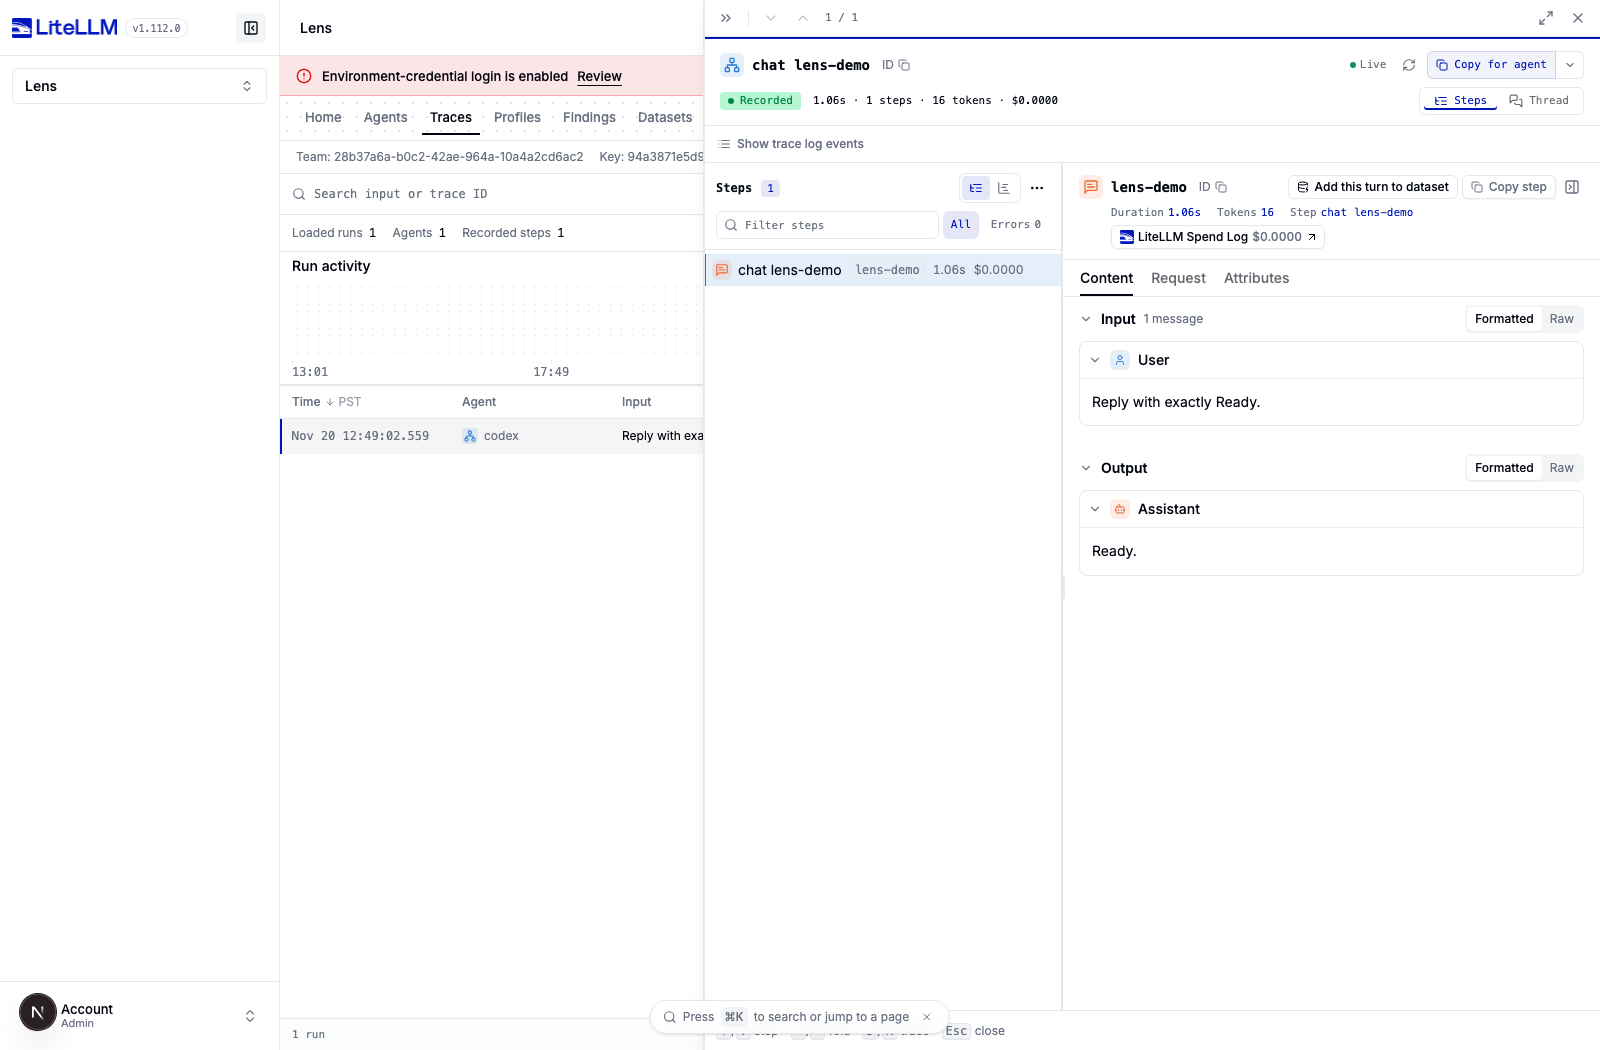 LiteLLM v1.112.0
Lens
Account
Admin
Lens
Environment-credential login is enabled Review
Home Agents Traces Profiles Findings Datasets
Team: 28b37a6a-b0c2-42ae-964a-10a4a2cd6ac2 Key: 94a3871e5d9
Search input or trace ID
Loaded runs 1 Agents 1 Recorded steps 1
Run activity
13:01 17:49
Time ↓ PST Agent Input
Nov 20 12:49:02.559 codex Reply with exa
1 run
1 / 1
chat lens-demo ID
Live Copy for agent
Recorded 1.06s · 1 steps · 16 tokens · $0.0000
Steps Thread
Show trace log events
Steps 1
Filter steps All Errors 0
chat lens-demo lens-demo 1.06s $0.0000
lens-demo ID Add this turn to dataset Copy step
Duration 1.06s Tokens 16 Step chat lens-demo
LiteLLM Spend Log $0.0000
Content Request Attributes
Input 1 message Formatted Raw
User
Reply with exactly Ready.
Output Formatted Raw
Assistant
Ready.
Press ⌘K to search or jump to a page
Esc close